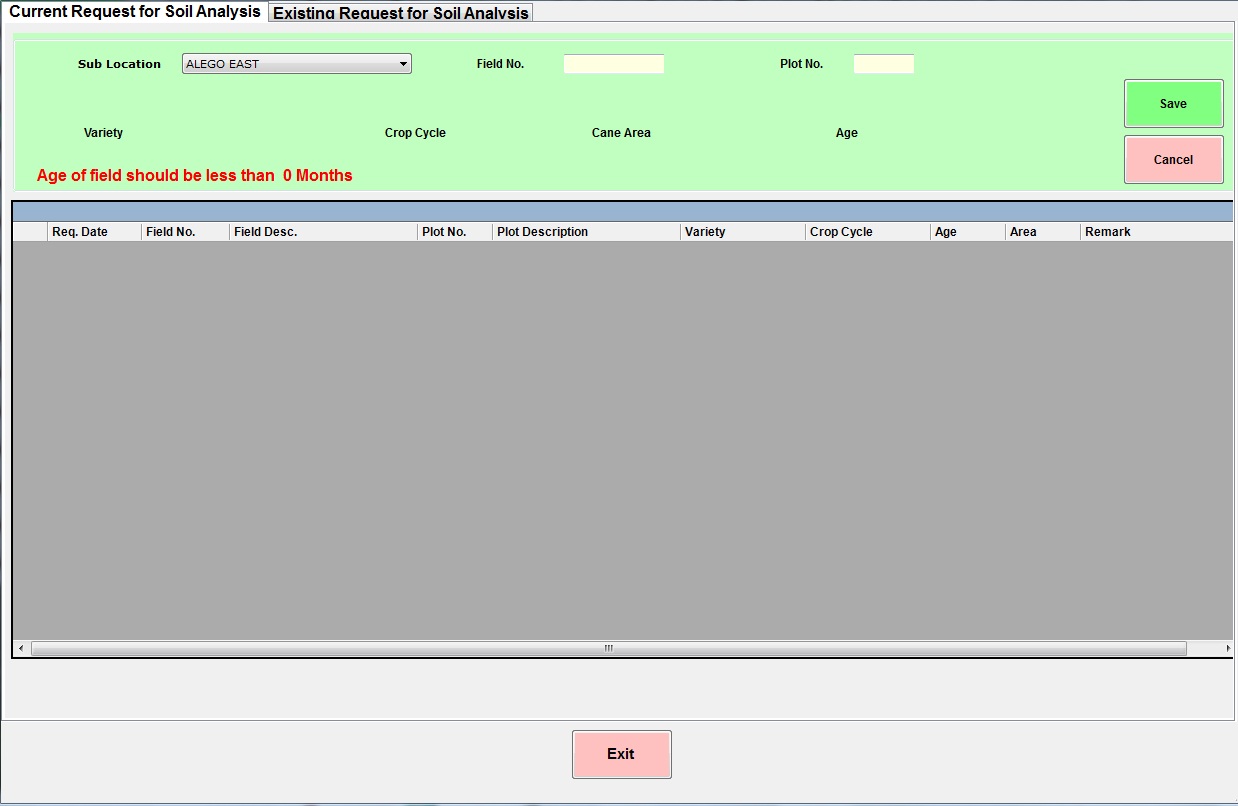 Current Request for Soil Analysis Existing Request for Soil Analysis
Sub Location ALEGO EAST Field No. Plot No.
Save
Variety Crop Cycle Cane Area Age
Cancel
Age of field should be less than 0 Months
Req. Date Field No. Field Desc. Plot No. Plot Description Variety Crop Cycle Age Area Remark
Exit